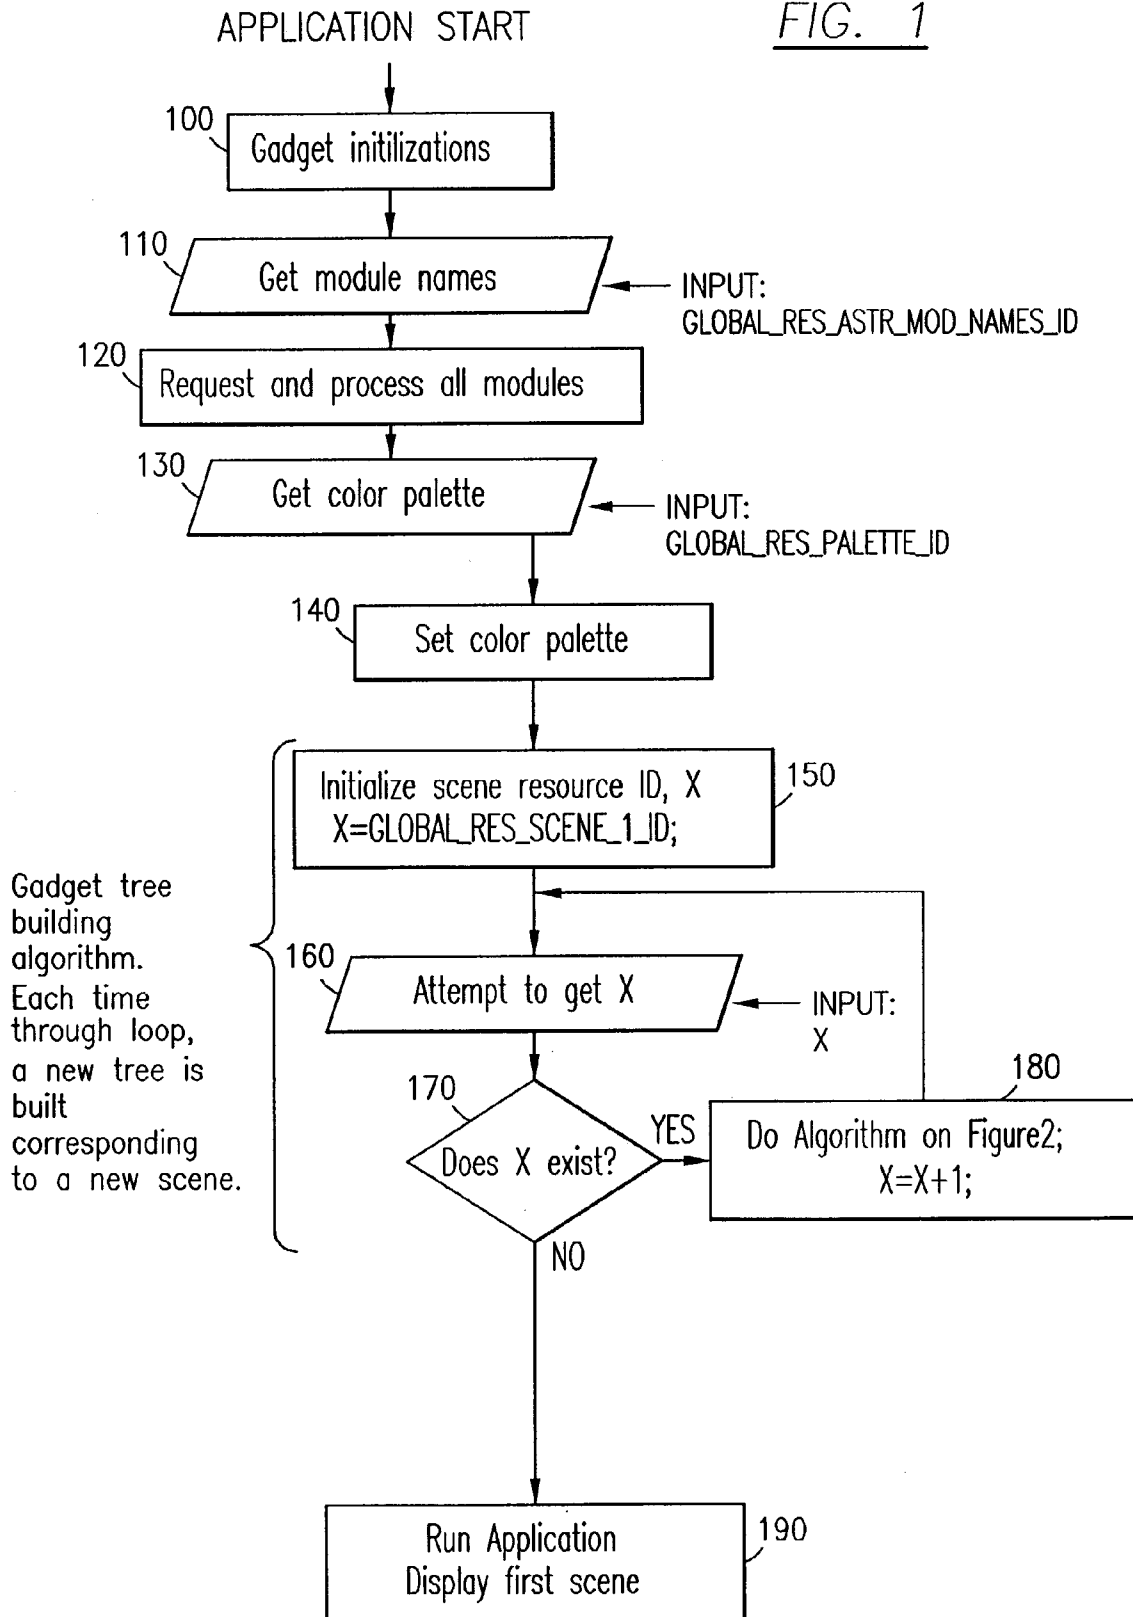 APPLICATION START
FIG. 1
100
Gadget initilizations
110
Get module names
INPUT:
GLOBAL_RES_ASTR_MOD_NAMES_ID
120
Request and process all modules
130
Get color palette
INPUT:
GLOBAL_RES_PALETTE_ID
140
Set color palette
Initialize scene resource ID, X
X=GLOBAL_RES_SCENE_1_ID;
150
Gadget tree
building
algorithm.
Each time
through loop,
a new tree is
built
corresponding
to a new scene.
160
Attempt to get X
INPUT:
X
170
Does X exist?
YES
NO
180
Do Algorithm on Figure2;
X=X+1;
Run Application
Display first scene
190